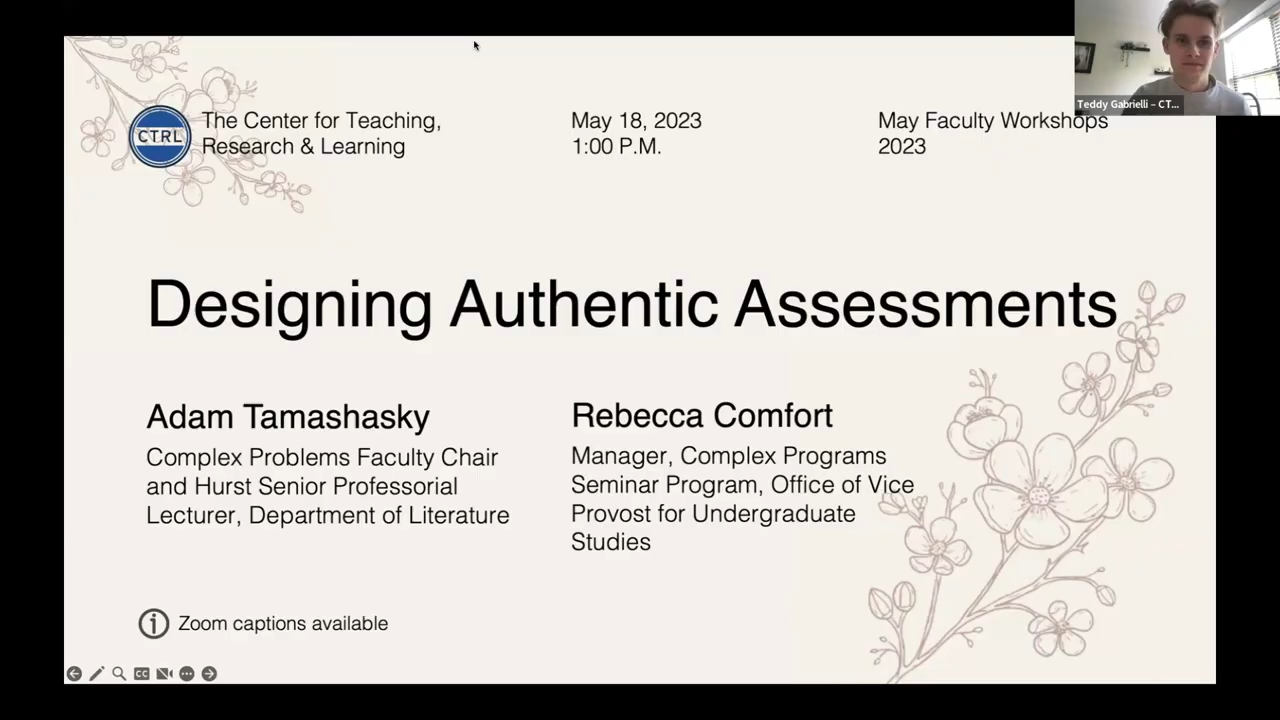 CTRL
The Center for Teaching,
Research & Learning
May 18, 2023
1:00 P.M.
May Faculty Workshops
2023
Teddy Gabrielli – CT...
Designing Authentic Assessments
Adam Tamashasky
Complex Problems Faculty Chair
and Hurst Senior Professorial
Lecturer, Department of Literature
Rebecca Comfort
Manager, Complex Programs
Seminar Program, Office of Vice
Provost for Undergraduate
Studies
Zoom captions available
CC